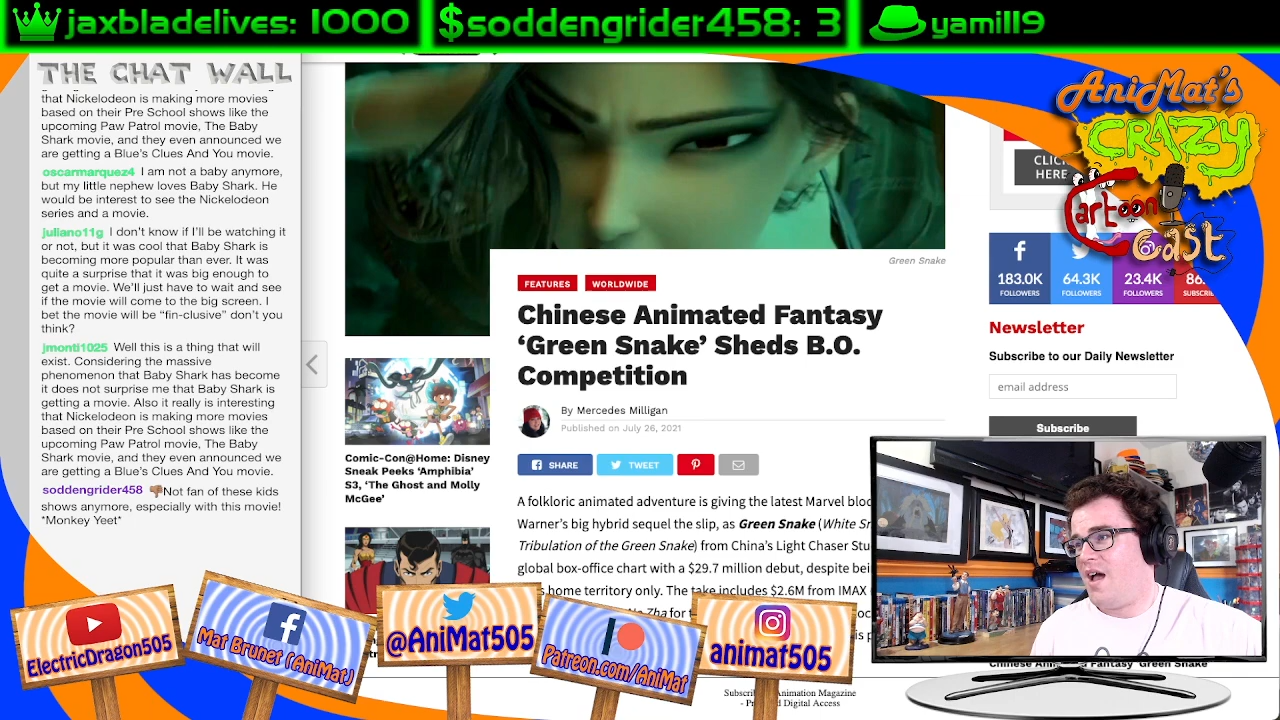 jaxbladelives: 1000
$soddengrider458: 3
yami119
THE CHAT WALL
that Nickelodeon is making more movies
based on their Pre School shows like the
upcoming Paw Patrol movie, The Baby
Shark movie, and they even announced we
are getting a Blue's Clues And You movie.
oscarmarquez4 I am not a baby anymore,
but my little nephew loves Baby Shark. He
would be interest to see the Nickelodeon
series and a movie.
juliano11g I don't know if I'll be watching it
or not, but it was cool that Baby Shark is
becoming more popular than ever. It was
quite a surprise that it was big enough to
get a movie. We'll just have to wait and
see if the movie will come to the big screen. I
bet the movie will be “fin-clusive” don't you
think?
jmonti1025 Well this is a thing that will
exist. Considering the massive
phenomenon that Baby Shark has become
it does not surprise me that Baby Shark is
getting a movie. Also it really is interesting
that Nickelodeon is making more movies
based on their Pre School shows like the
upcoming Paw Patrol movie, The Baby
Shark movie, and they even announced we
are getting a Blue's Clues And You movie.
soddengrider458 👎🏾Not fan of these kids
shows anymore, especially with this movie!
*Monkey Yeet*
Green Snake
FEATURES
WORLDWIDE
Chinese Animated Fantasy
‘Green Snake’ Sheds B.O.
Competition
By Mercedes Milligan
Published on July 26, 2021
SHARE
TWEET
A folkloric animated adventure is giving the latest Marvel
Warner's big hybrid sequel the slip, as Green Snake (White
Tribulation of the Green Snake) from China's Light Chaser
global box-office chart with a $29.7 million debut, despite
home territory only. The take includes $2.6M from IMAX
Comic-Con@Home: Disney
Sneak Peeks ‘Amphibia’
S3, ‘The Ghost and Molly
McGee’
AniMat's
CRAZY
Cartoon
Cast
CLICK
HERE
183.0K
FOLLOWERS
64.3K
FOLLOWERS
23.4K
FOLLOWERS
Newsletter
Subscribe to our Daily Newsletter
email address
Subscribe
ElectricDragon505
Mat Brunet (AniMat)
@AniMat505
Patreon.com/AniMat
animat505